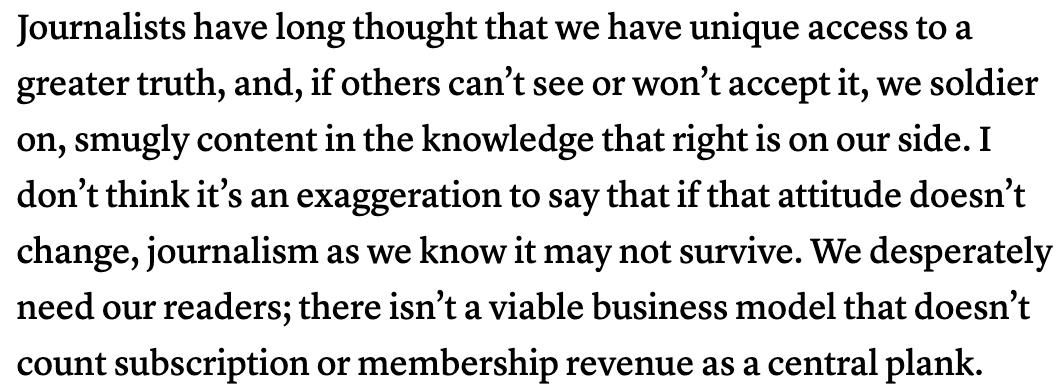 Journalists have long thought that we have unique access to a
greater truth, and, if others can’t see or won’t accept it, we soldier
on, smugly content in the knowledge that right is on our side. I
don’t think it’s an exaggeration to say that if that attitude doesn’t
change, journalism as we know it may not survive. We desperately
need our readers; there isn’t a viable business model that doesn’t
count subscription or membership revenue as a central plank.